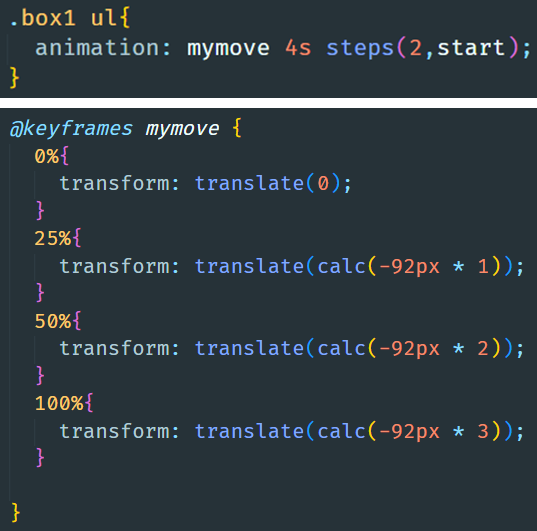 .box1 ul{
  animation: mymove 4s steps(2,start);
}
@keyframes mymove {
  0%{
    transform: translate(0);
  }
  25%{
    transform: translate(calc(-92px * 1));
  }
  50%{
    transform: translate(calc(-92px * 2));
  }
  100%{
    transform: translate(calc(-92px * 3));
  }
}